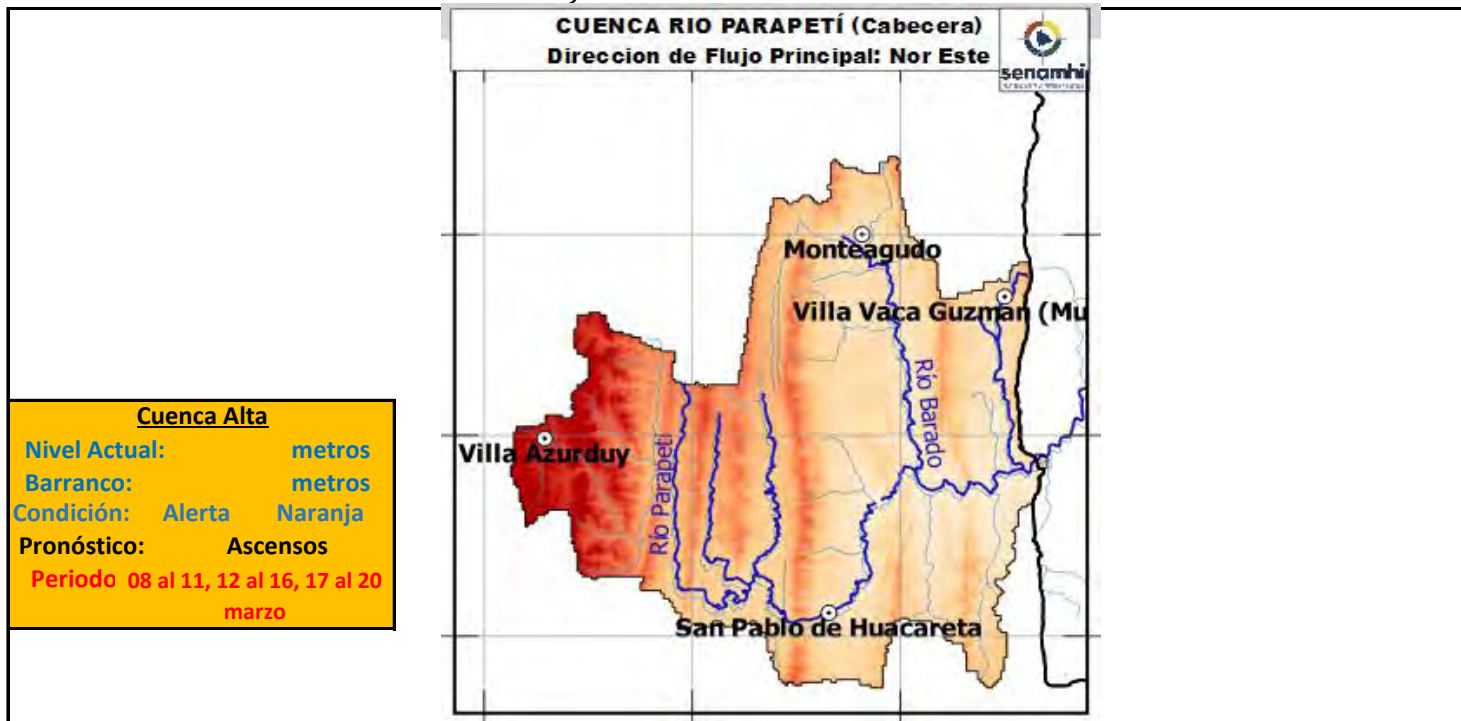 CUENCA RIO PARAPETÍ (Cabecera)
Direccion de Flujo Principal: Nor Este
senamhi
Monteagudo
Villa Vaca Guzmán (Mu
Río Barado
Villa Azurduy
Río Parapetí
San Pablo de Huacareta
Cuenca Alta
Nivel Actual: metros
Barranco: metros
Condición: Alerta Naranja
Pronóstico: Ascensos
Periodo 08 al 11, 12 al 16, 17 al 20
marzo